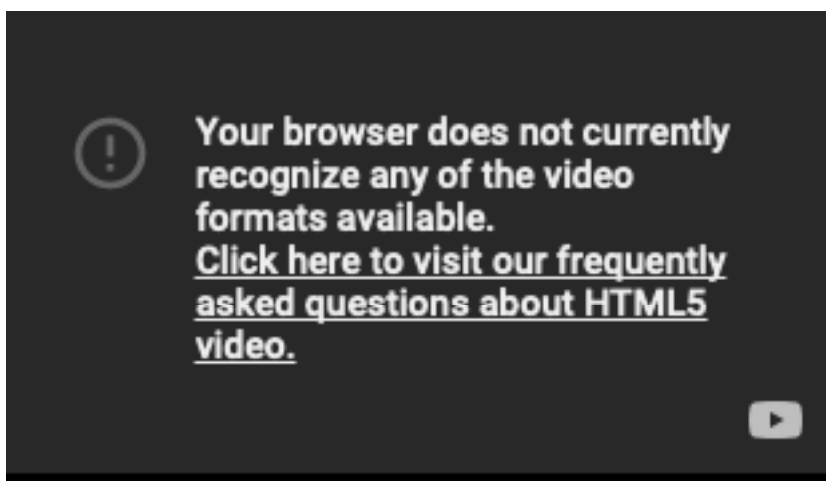 Your browser does not currently
recognize any of the video
formats available.
Click here to visit our frequently
asked questions about HTML5
video.